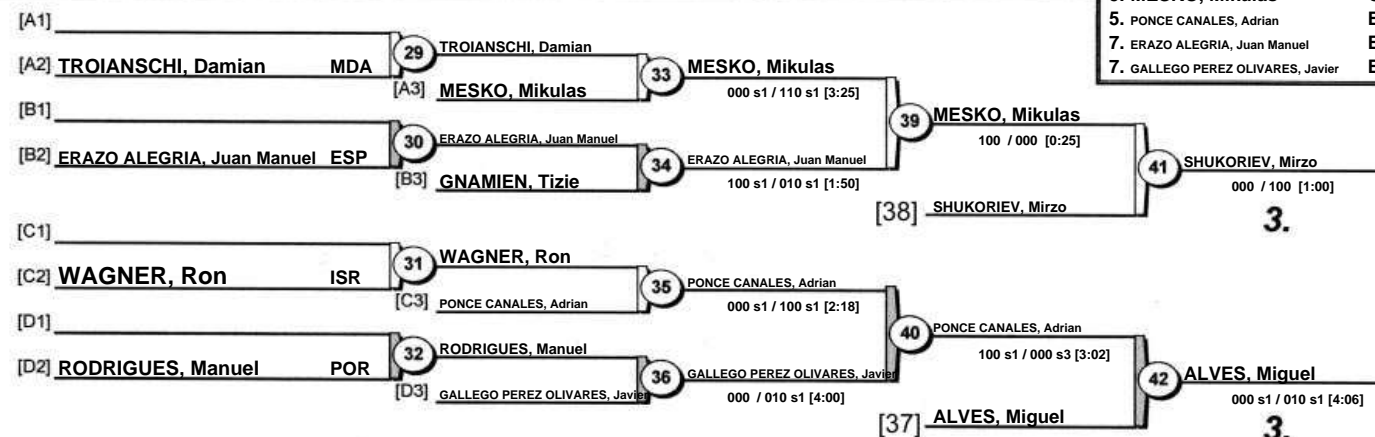 5. PONCE CANALES, Adrian
7. ERAZO ALEGRIA, Juan Manuel
7. GALLEGO PEREZ OLIVARES, Javier
[A1]
[A2] TROIANSCHI, Damian MDA
29
TROIANSCHI, Damian
[A3] MESKO, Mikulas
33
MESKO, Mikulas
000 s1 / 110 s1 [3:25]
[B1]
[B2] ERAZO ALEGRIA, Juan Manuel ESP
30
ERAZO ALEGRIA, Juan Manuel
[B3] GNAMIEN, Tizie
34
ERAZO ALEGRIA, Juan Manuel
100 s1 / 010 s1 [1:50]
39
MESKO, Mikulas
100 / 000 [0:25]
[38] SHUKORIEV, Mirzo
41
SHUKORIEV, Mirzo
000 / 100 [1:00]
3.
[C1]
[C2] WAGNER, Ron ISR
31
WAGNER, Ron
[C3] PONCE CANALES, Adrian
35
PONCE CANALES, Adrian
000 s1 / 100 s1 [2:18]
[D1]
[D2] RODRIGUES, Manuel POR
32
RODRIGUES, Manuel
[D3] GALLEGO PEREZ OLIVARES, Javier
36
GALLEGO PEREZ OLIVARES, Javier
000 / 010 s1 [4:00]
40
PONCE CANALES, Adrian
100 s1 / 000 s3 [3:02]
[37] ALVES, Miguel
42
ALVES, Miguel
000 s1 / 010 s1 [4:06]
3.